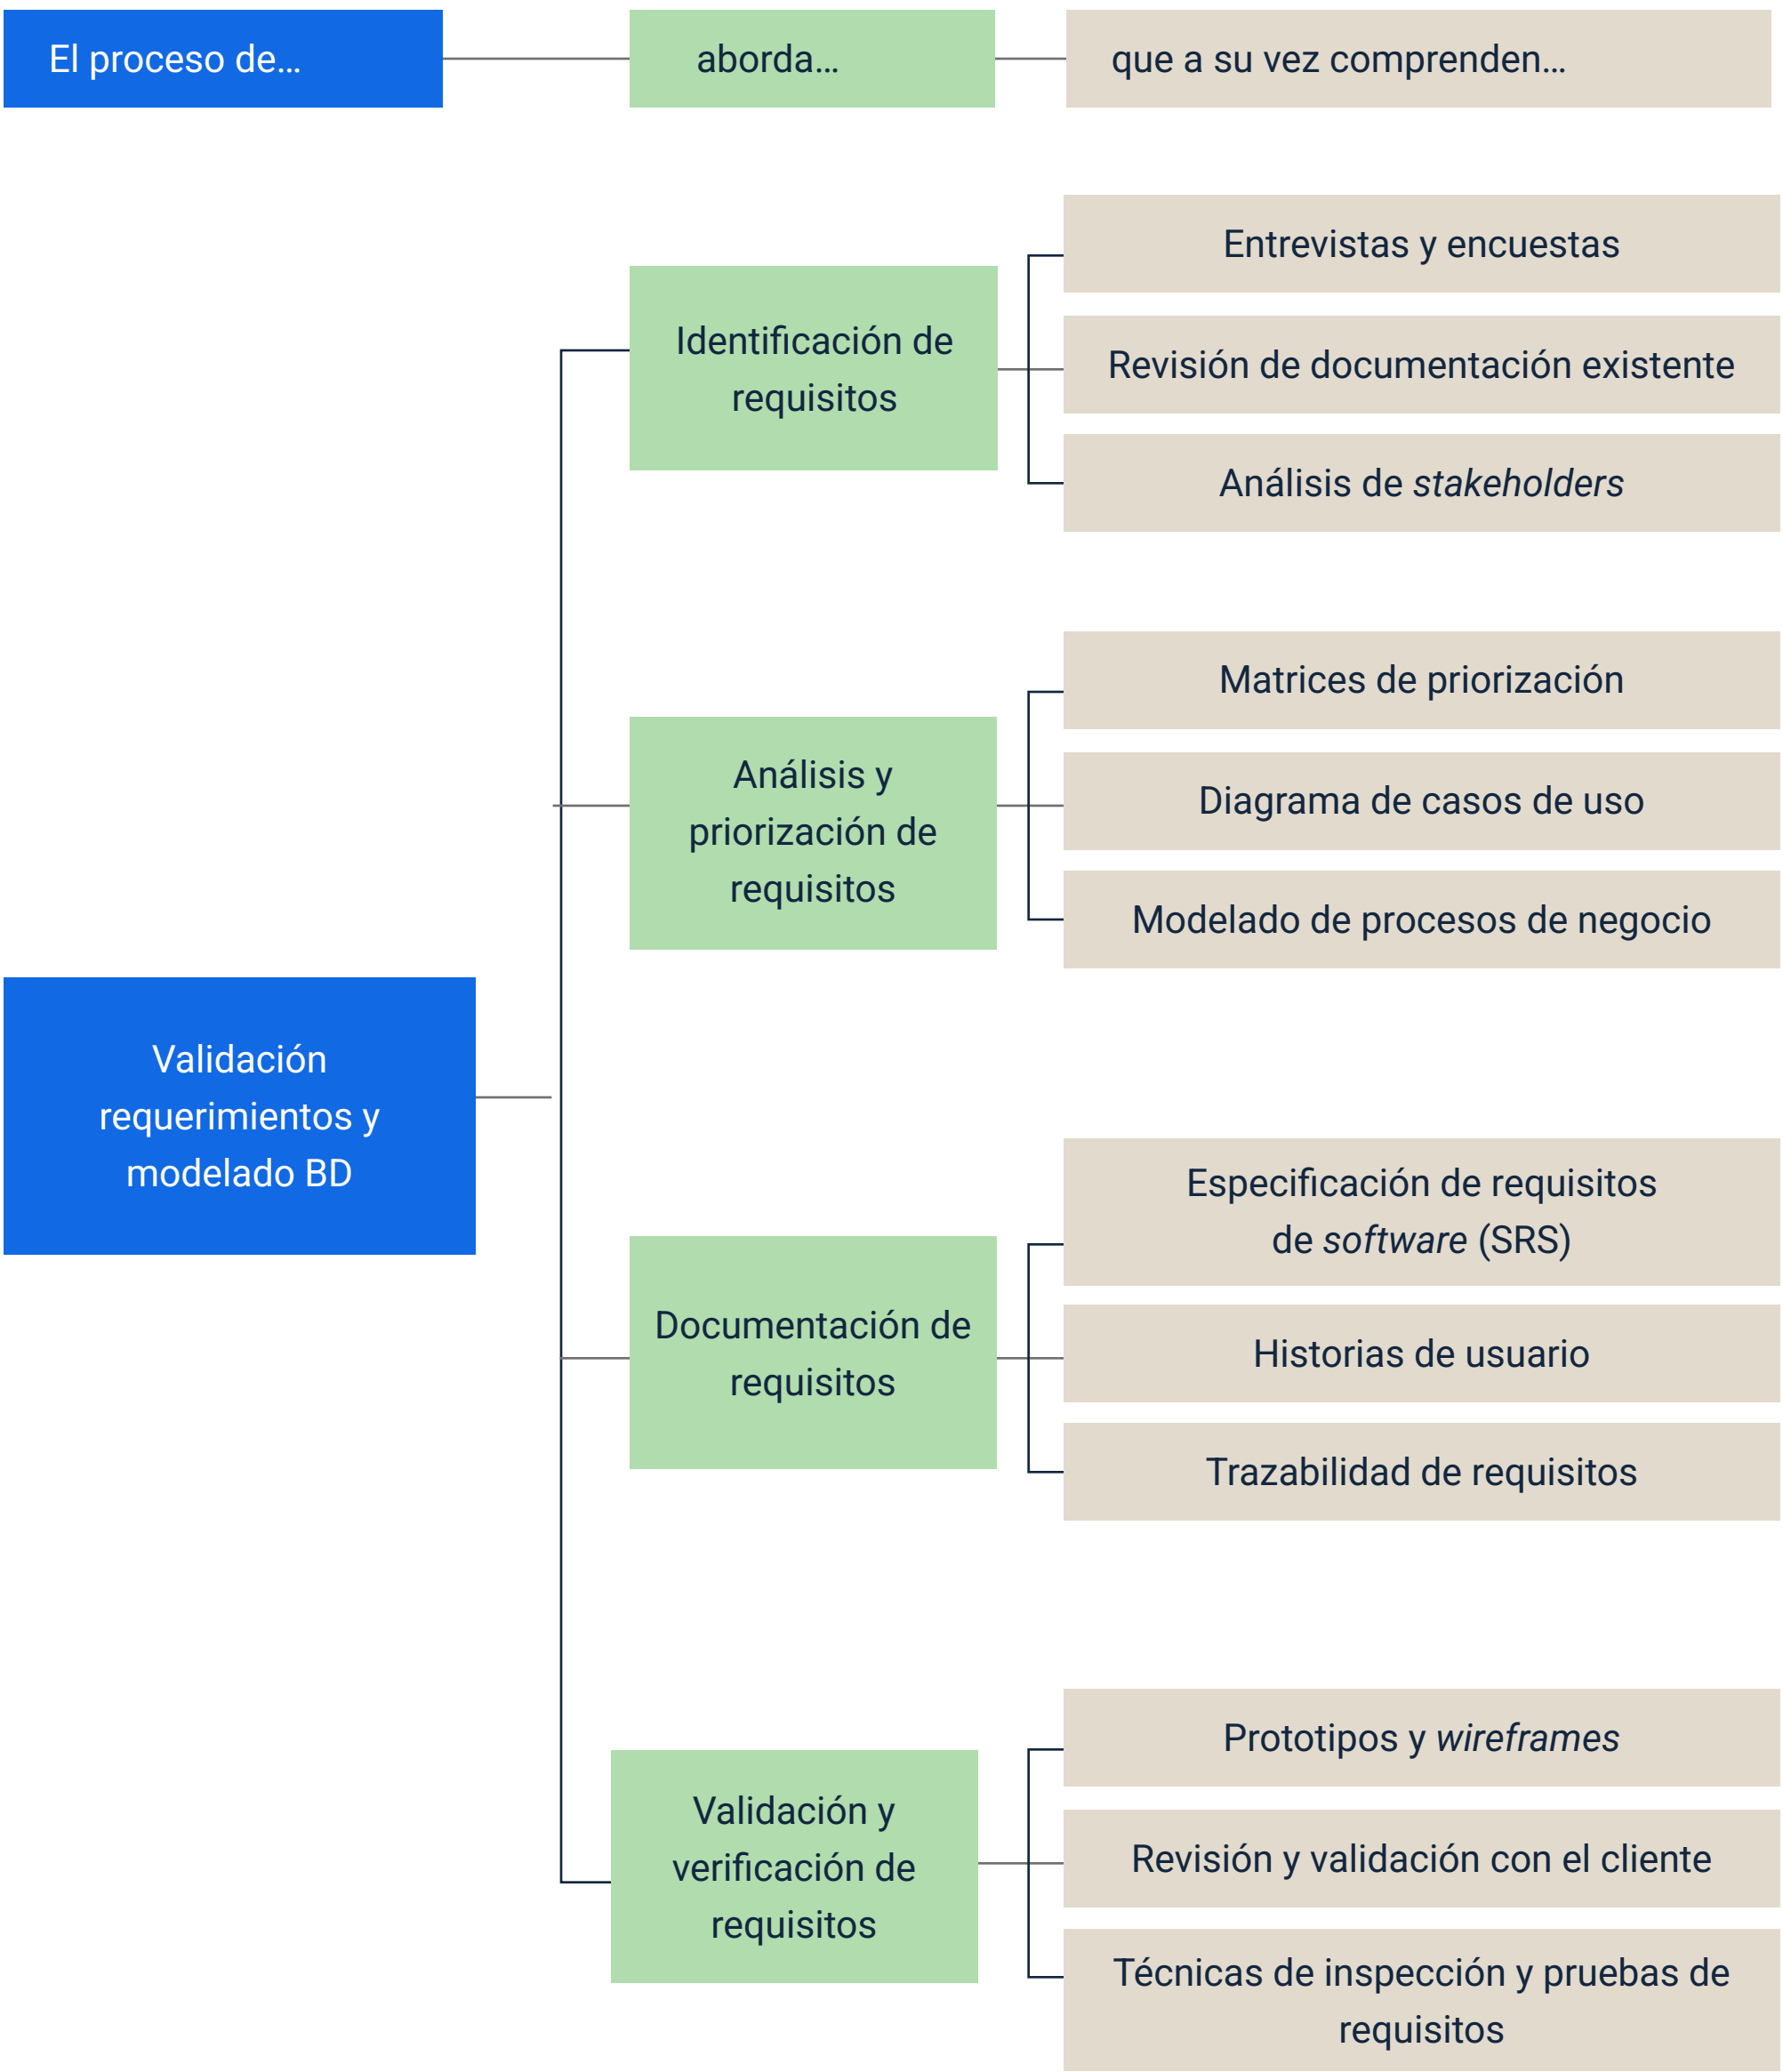 El proceso de...
aborda...
que a su vez comprenden...
Validación
requerimientos y
modelado BD
Identificación de
requisitos
Entrevistas y encuestas
Revisión de documentación existente
Análisis de stakeholders
Análisis y
priorización de
requisitos
Matrices de priorización
Diagrama de casos de uso
Modelado de procesos de negocio
Documentación de
requisitos
Especificación de requisitos
de software (SRS)
Historias de usuario
Trazabilidad de requisitos
Validación y
verificación de
requisitos
Prototipos y wireframes
Revisión y validación con el cliente
Técnicas de inspección y pruebas de
requisitos